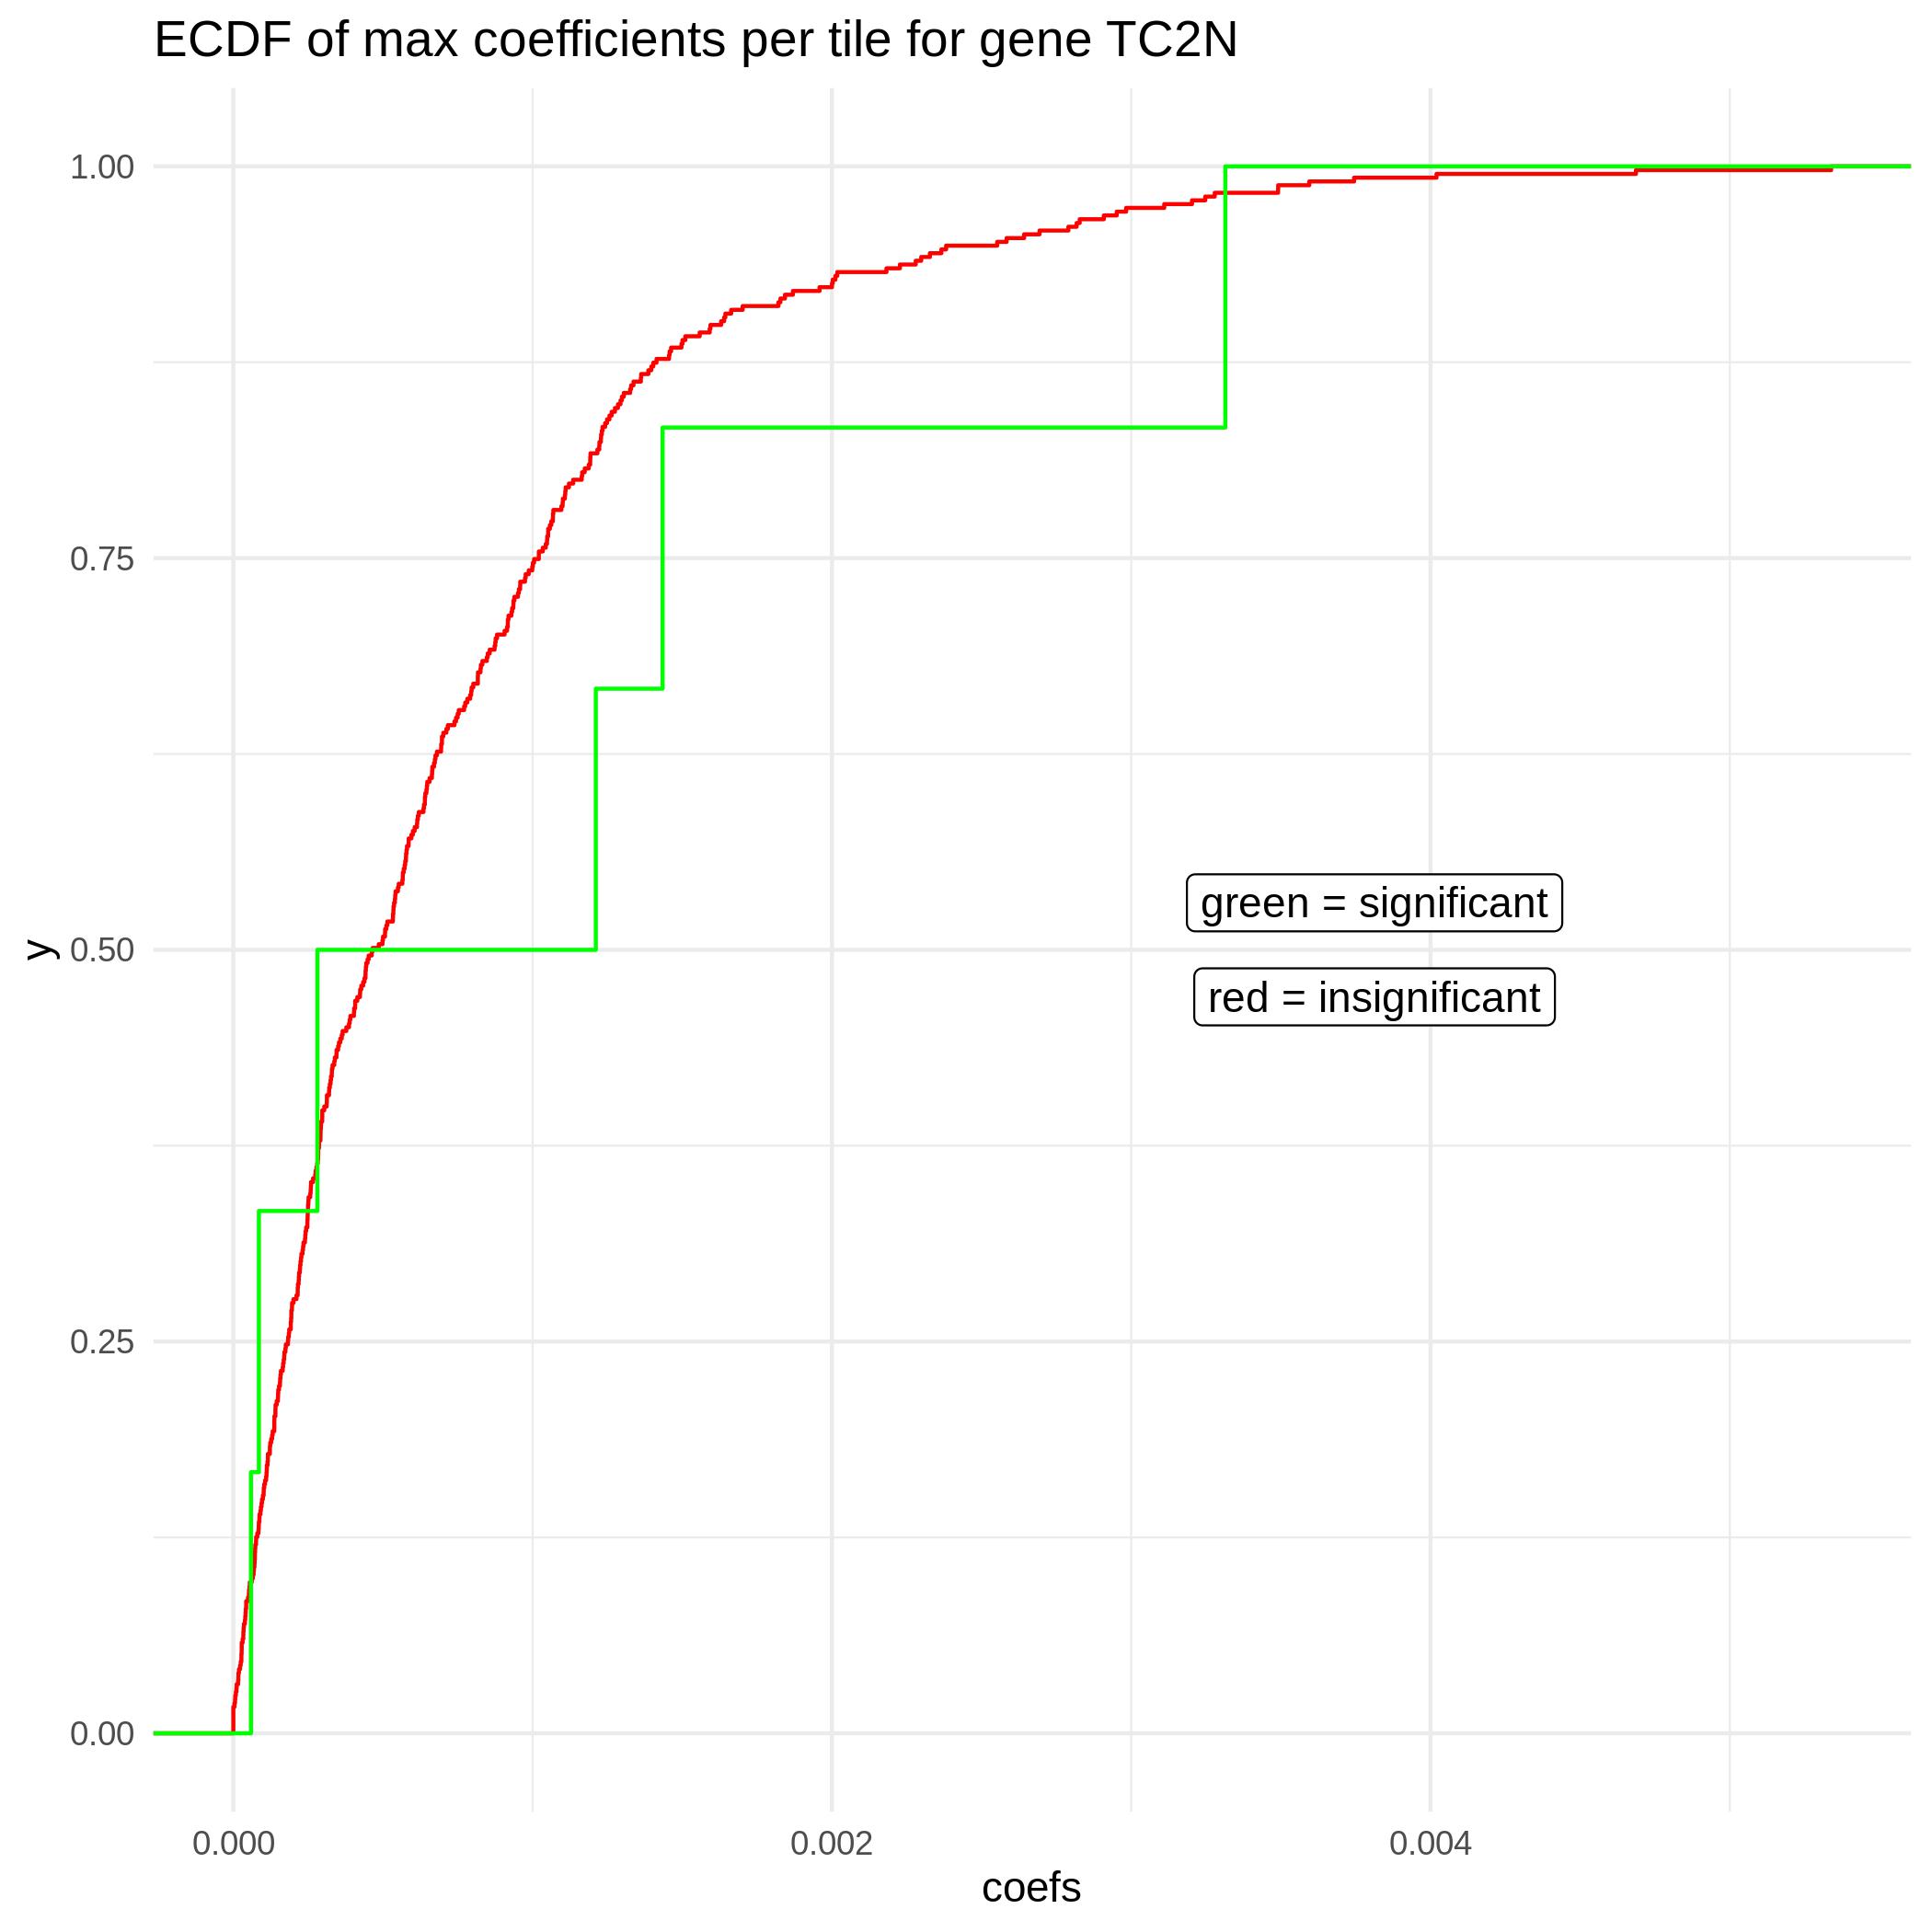 ECDF of max coefficients per tile for gene TC2N
1.00
0.75
0.50
0.25
0.00
y
green = significant
red = insignificant
0.000 0.002 0.004
coefs